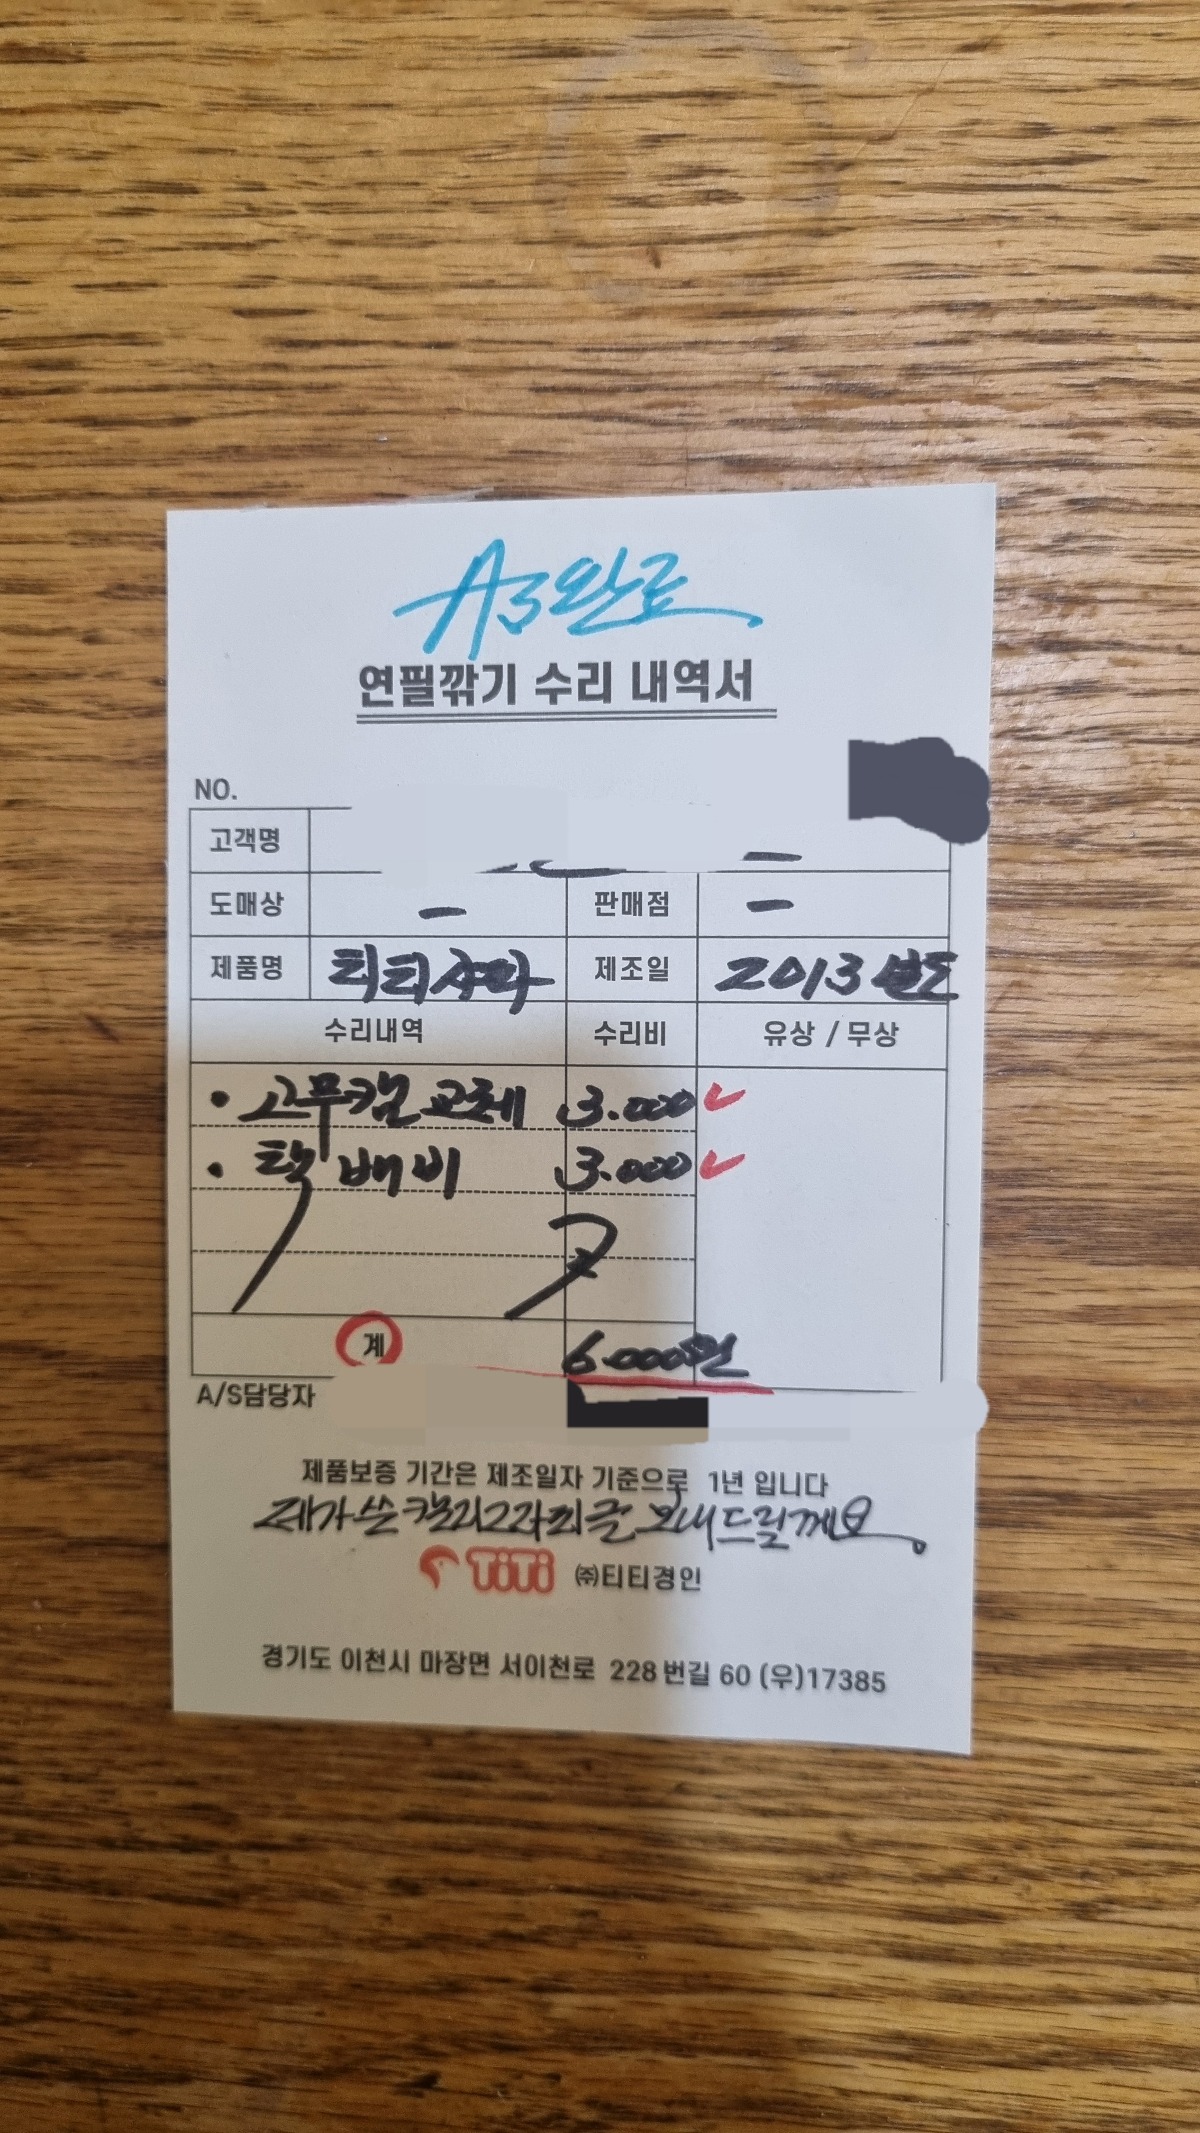 AS완료
연필깎기 수리 내역서
NO.
고객명
도매상 - 판매점 -
제품명 티티샤파 제조일 2013년도
수리내역 수리비 유상 / 무상
• 고무캠 교체 3.000 ✓
• 택배비 3.000 ✓
계 6.000원
A/S담당자
제품보증 기간은 제조일자 기준으로 1년 입니다
제가 쓴 캘리그라피글 보내드릴께요.
TiTi ㈜티티경인
경기도 이천시 마장면 서이천로 228번길 60 (우)17385